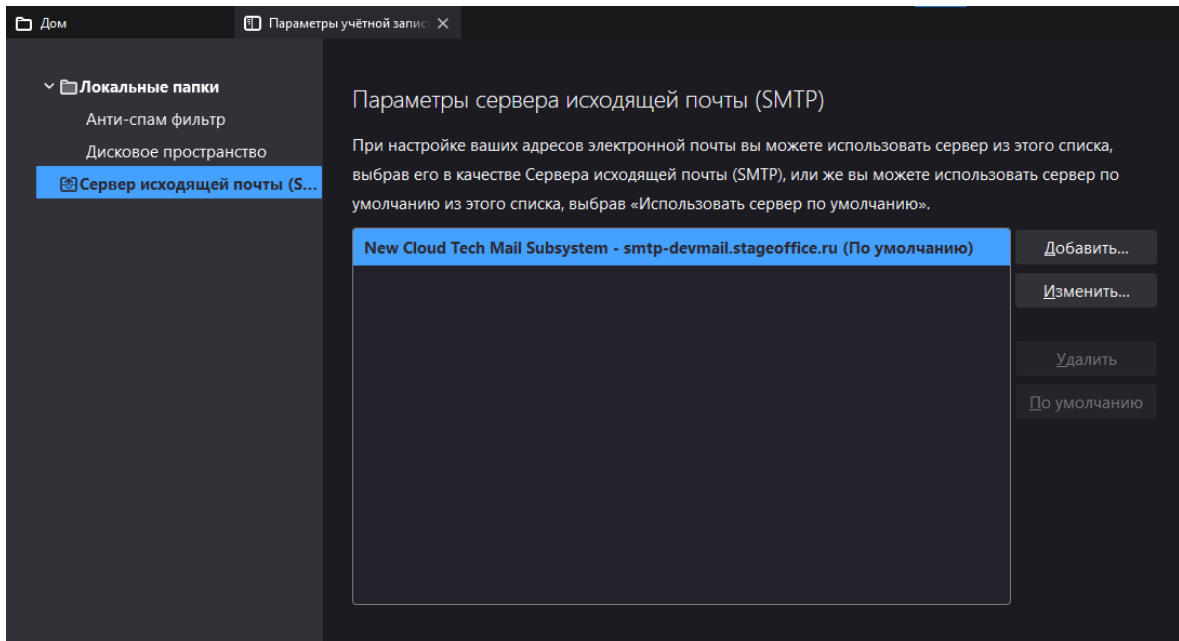 Дом
Параметры учётной запис
Локальные папки
Анти-спам фильтр
Дисковое пространство
Сервер исходящей почты (S...
Параметры сервера исходящей почты (SMTP)
При настройке ваших адресов электронной почты вы можете использовать сервер из этого списка,
выбрав его в качестве Сервера исходящей почты (SMTP), или же вы можете использовать сервер по
умолчанию из этого списка, выбрав «Использовать сервер по умолчанию».
New Cloud Tech Mail Subsystem - smtp-devmail.stageoffice.ru (По умолчанию)
Добавить...
Изменить...
Удалить
По умолчанию